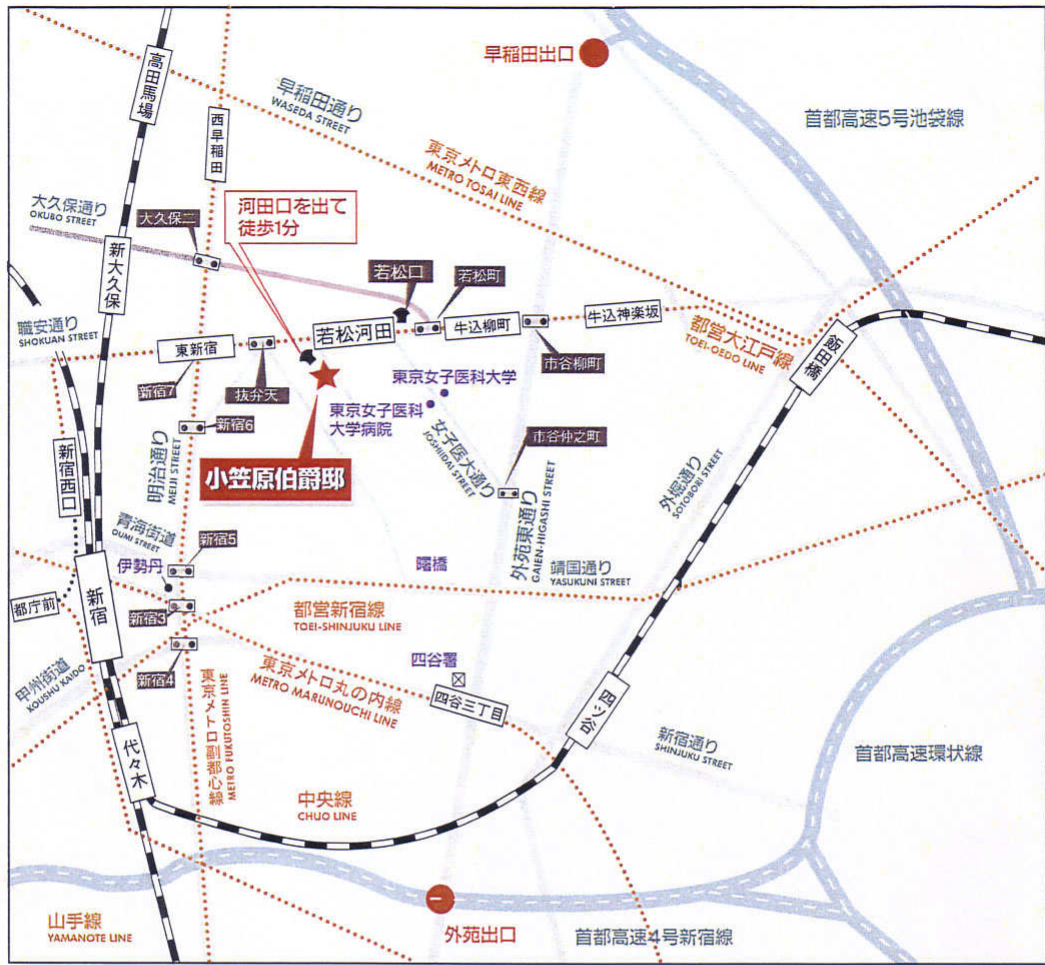 早稲田出口
高田馬場
早稲田通り
WASEDA STREET
首都高速5号池袋線
西早稲田
東京メトロ東西線
METRO TOSAI LINE
大久保通り
OKUBO STREET
大久保二
河田口を出て
徒歩1分
新大久保
若松口
若松町
職安通り
SHOKUAN STREET
東新宿
若松河田
牛込柳町
牛込神楽坂
都営大江戸線
TOEI-OEDO LINE
飯田橋
新宿7
抜弁天
市谷柳町
東京女子医科大学
東京女子医科
大学病院
新宿6
女子医大通り
JOSHIDAI STREET
市谷仲之町
新宿西口
明治通り
MEIJI STREET
小笠原伯爵邸
外苑東通り
GAIEN-HIGASHI STREET
外堀通り
SOTOBORI STREET
青海街道
OUMI STREET
新宿5
伊勢丹
曙橋
靖国通り
YASUKUNI STREET
都庁前
新宿
新宿3
都営新宿線
TOEI-SHINJUKU LINE
新宿4
甲州街道
KOUSHU KAIDO
東京メトロ副都心線
METRO FUKUTOSHIN LINE
東京メトロ丸の内線
METRO MARUNOUCHI LINE
四谷署
四谷三丁目
四ツ谷
新宿通り
SHINJUKU STREET
首都高速環状線
代々木
中央線
CHUO LINE
山手線
YAMANOTE LINE
外苑出口
首都高速4号新宿線